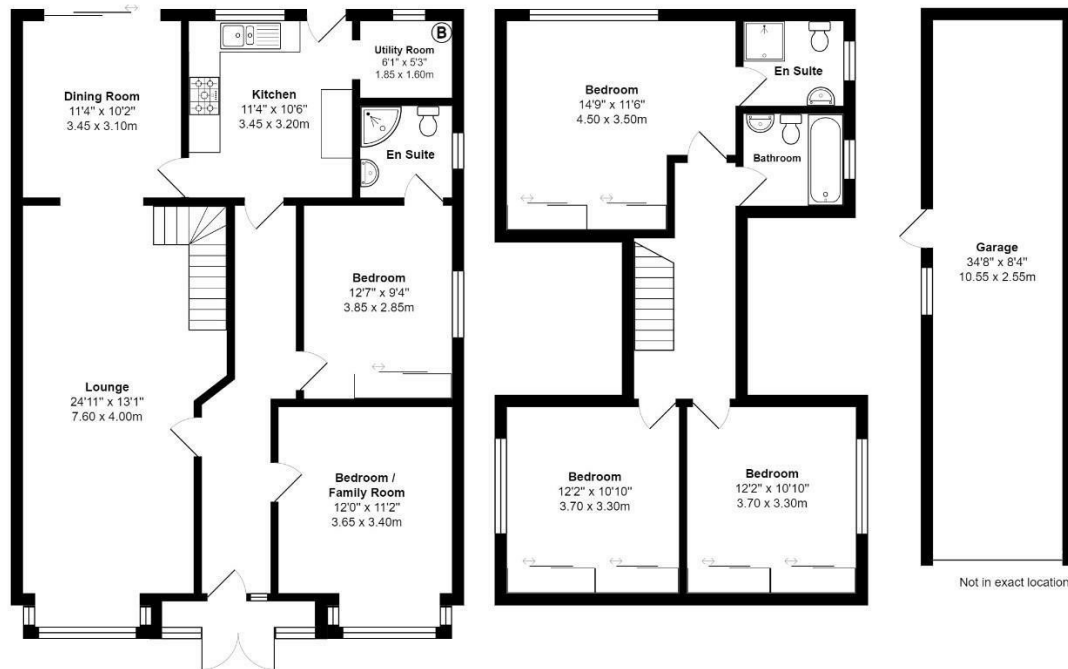 Dining Room
11'4" x 10'2"
3.45 x 3.10m
Kitchen
11'4" x 10'6"
3.45 x 3.20m
B
Utility Room
6'1" x 5'3"
1.85 x 1.60m
En Suite
Bedroom
12'7" x 9'4"
3.85 x 2.85m
Lounge
24'11" x 13'1"
7.60 x 4.00m
Bedroom /
Family Room
12'0" x 11'2"
3.65 x 3.40m
Bedroom
14'9" x 11'6"
4.50 x 3.50m
En Suite
Bathroom
Bedroom
12'2" x 10'10"
3.70 x 3.30m
Bedroom
12'2" x 10'10"
3.70 x 3.30m
Garage
34'8" x 8'4"
10.55 x 2.55m
Not in exact location